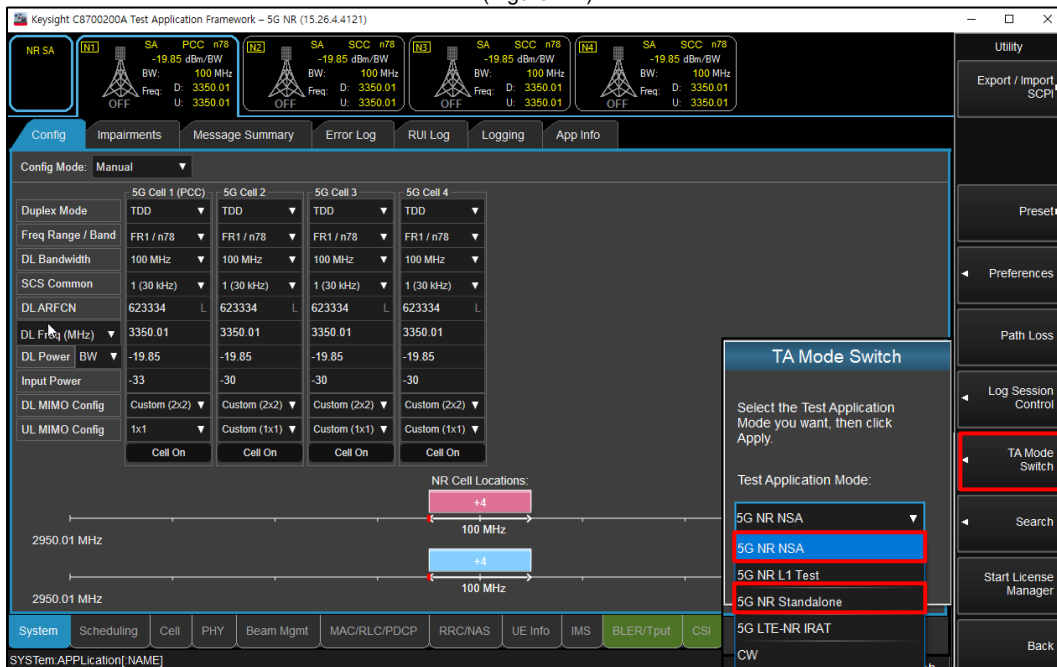 Keysight C8700200A Test Application Framework – 5G NR (15.26.4.4121)
NR SA
N1 SA PCC n78
-19.85 dBm/BW
BW: 100 MHz
Freq: D: 3350.01
U: 3350.01
OFF
N2 SA SCC n78
-19.85 dBm/BW
BW: 100 MHz
Freq: D: 3350.01
U: 3350.01
OFF
N3 SA SCC n78
-19.85 dBm/BW
BW: 100 MHz
Freq: D: 3350.01
U: 3350.01
OFF
N4 SA SCC n78
-19.85 dBm/BW
BW: 100 MHz
Freq: D: 3350.01
U: 3350.01
OFF
Config Impairments Message Summary Error Log RUI Log Logging App Info
Config Mode: Manual
5G Cell 1 (PCC) 5G Cell 2 5G Cell 3 5G Cell 4
Duplex Mode TDD TDD TDD TDD
Freq Range / Band FR1 / n78 FR1 / n78 FR1 / n78 FR1 / n78
DL Bandwidth 100 MHz 100 MHz 100 MHz 100 MHz
SCS Common 1 (30 kHz) 1 (30 kHz) 1 (30 kHz) 1 (30 kHz)
DL ARFCN 623334 L 623334 L 623334 L 623334 L
DL Freq (MHz) 3350.01 3350.01 3350.01 3350.01
DL Power BW -19.85 -19.85 -19.85 -19.85
Input Power -33 -30 -30 -30
DL MIMO Config Custom (2x2) Custom (2x2) Custom (2x2) Custom (2x2)
UL MIMO Config 1x1 Custom (1x1) Custom (1x1) Custom (1x1)
Cell On Cell On Cell On Cell On
NR Cell Locations:
+4
100 MHz
2950.01 MHz
+4
100 MHz
2950.01 MHz
System Scheduling Cell PHY Beam Mgmt MAC/RLC/PDCP RRC/NAS UE Info IMS BLER/Tput CSI
SYSTem:APPLication[:NAME]
TA Mode Switch
Select the Test Application
Mode you want, then click
Apply.
Test Application Mode:
5G NR NSA
5G NR NSA
5G NR L1 Test
5G NR Standalone
5G LTE-NR IRAT
CW
Utility
Export / Import
SCPI
Preset
Preferences
Path Loss
Log Session
Control
TA Mode
Switch
Search
Start License
Manager
Back